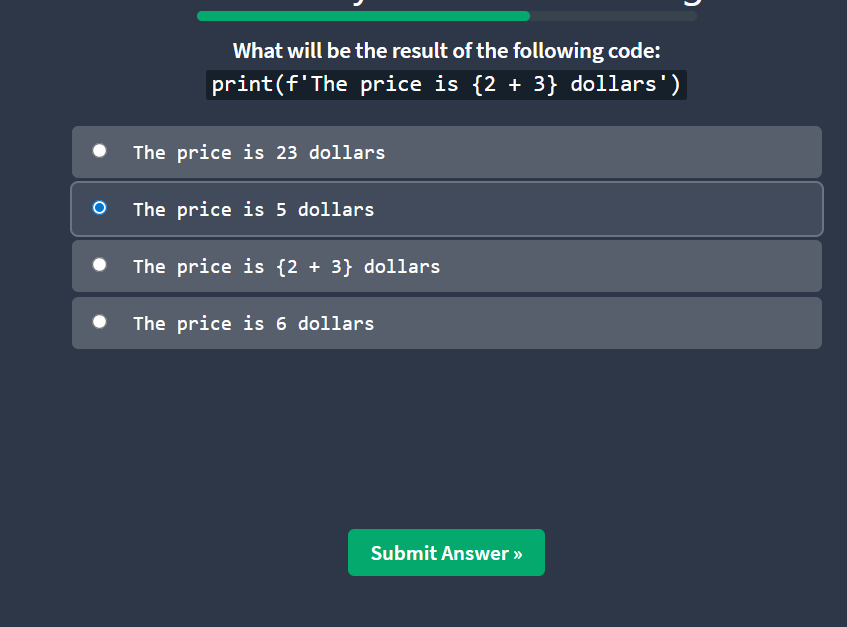 What will be the result of the following code:
print(f'The price is {2 + 3} dollars')
The price is 23 dollars
The price is 5 dollars
The price is {2 + 3} dollars
The price is 6 dollars
Submit Answer »